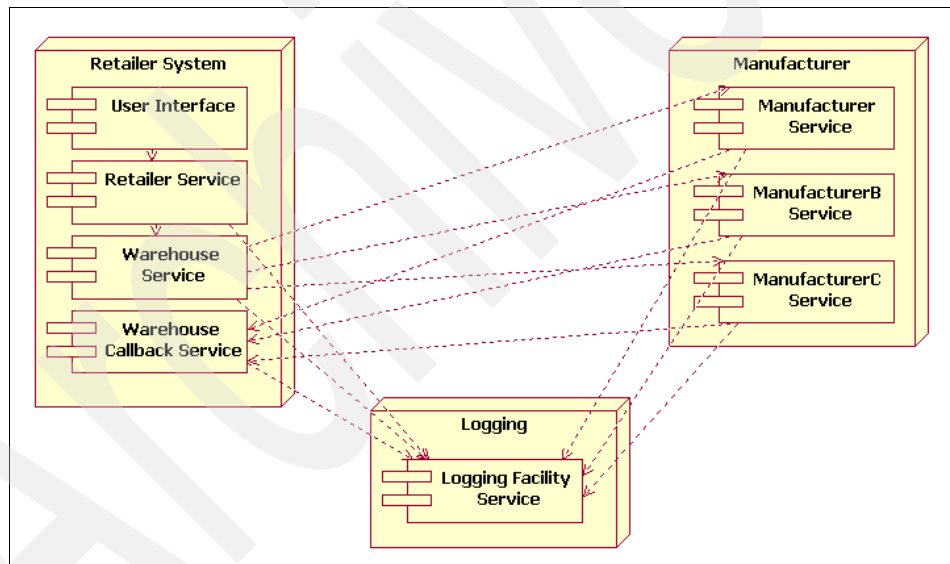 Retailer System
User Interface
Retailer Service
Warehouse
Service
Warehouse
Callback Service
Manufacturer
Manufacturer
Service
ManufacturerB
Service
ManufacturerC
Service
Logging
Logging Facility
Service